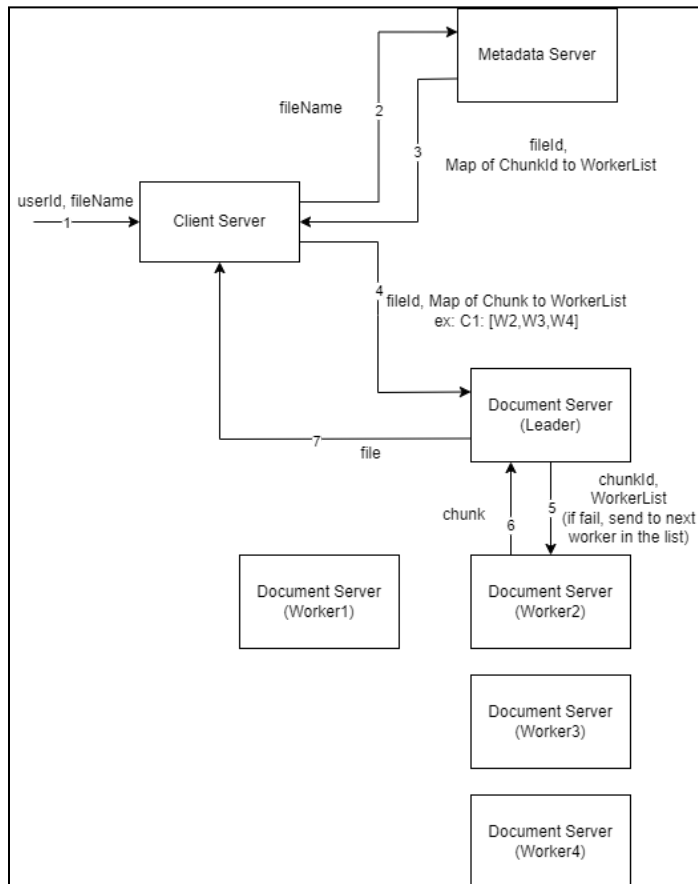 Metadata Server
fileName
2
3
fileId,
Map of ChunkId to WorkerList
userId, fileName
1
Client Server
4
fileId, Map of Chunk to WorkerList
ex: C1: [W2,W3,W4]
Document Server
(Leader)
7
file
chunk
6
5
chunkId,
WorkerList
(if fail, send to next
worker in the list)
Document Server
(Worker1)
Document Server
(Worker2)
Document Server
(Worker3)
Document Server
(Worker4)